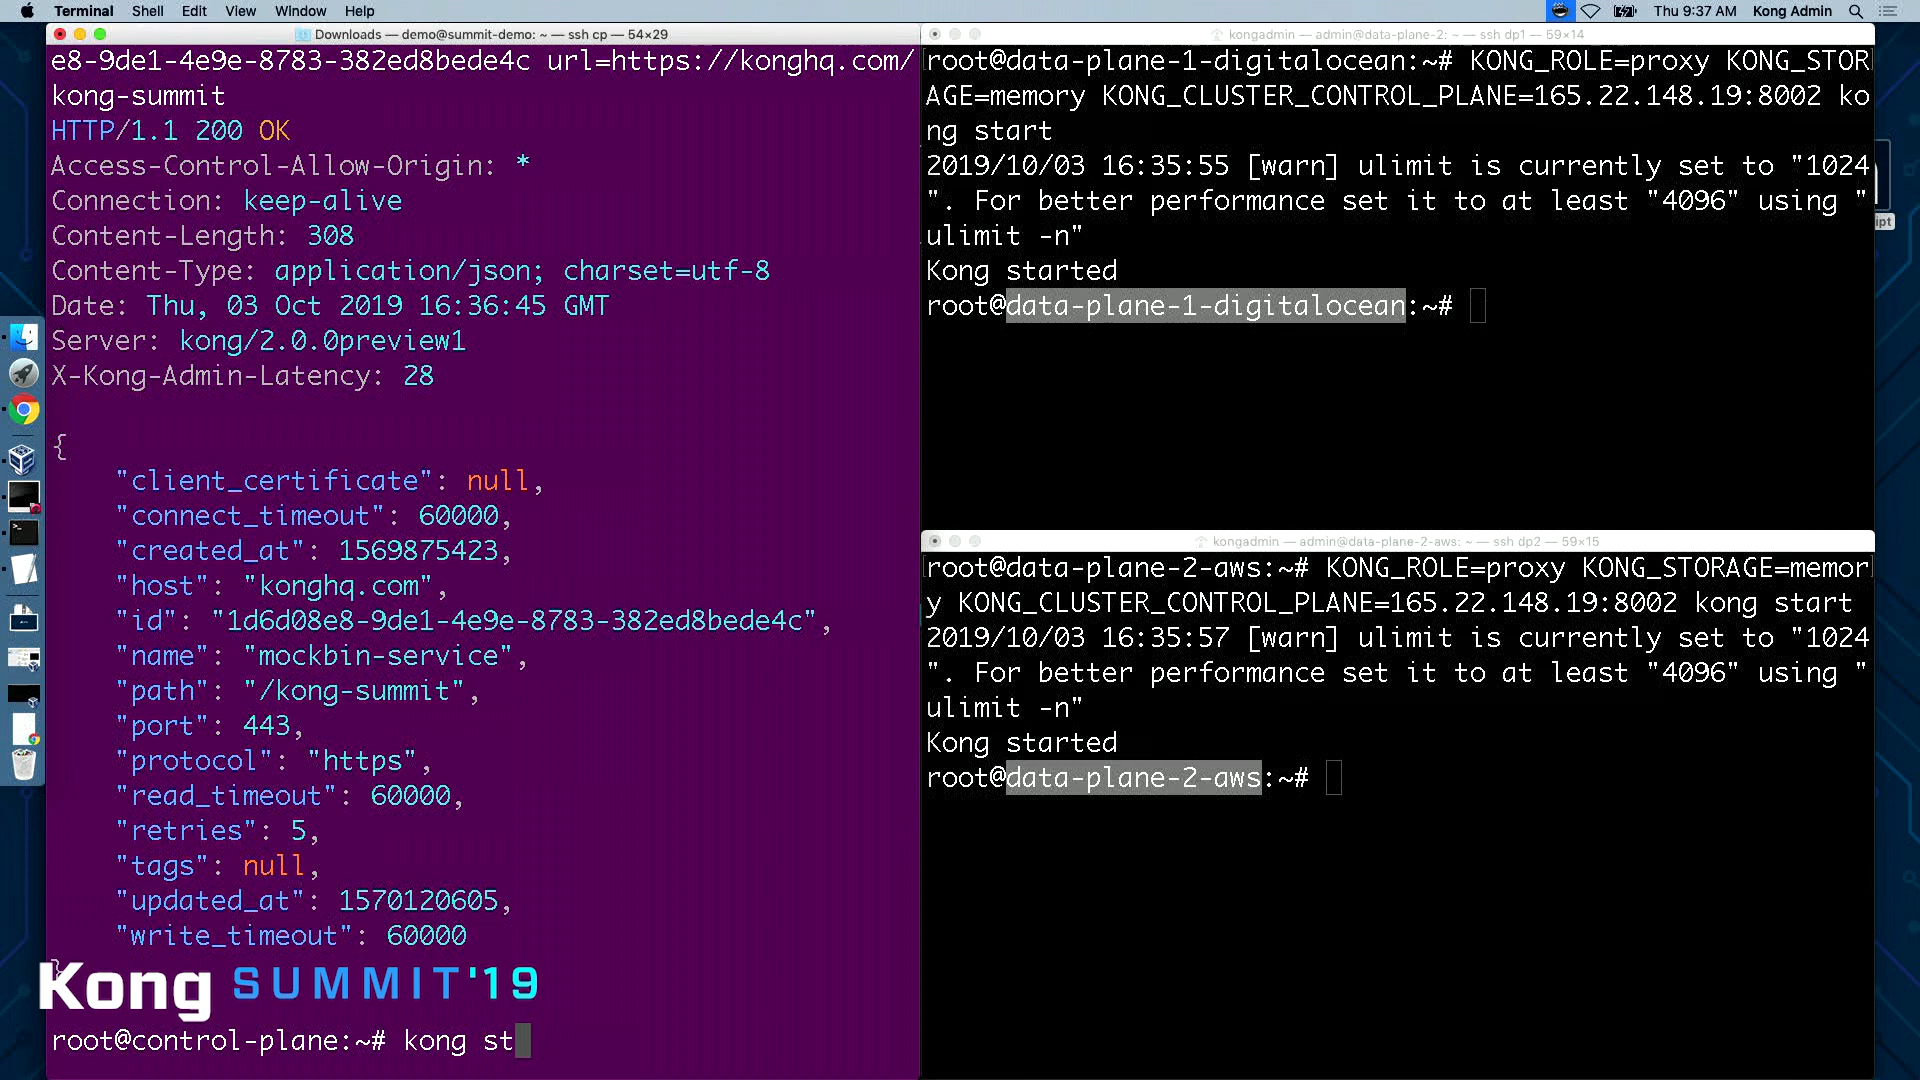 Terminal Shell Edit View Window Help
Thu 9:37 AM Kong Admin
Downloads — demo@summit-demo: ~ — ssh cp — 54×29
e8-9de1-4e9e-8783-382ed8bede4c url=https://konghq.com/
kong-summit
HTTP/1.1 200 OK
Access-Control-Allow-Origin: *
Connection: keep-alive
Content-Length: 308
Content-Type: application/json; charset=utf-8
Date: Thu, 03 Oct 2019 16:36:45 GMT
Server: kong/2.0.0preview1
X-Kong-Admin-Latency: 28
{
"client_certificate": null,
"connect_timeout": 60000,
"created_at": 1569875423,
"host": "konghq.com",
"id": "1d6d08e8-9de1-4e9e-8783-382ed8bede4c",
"name": "mockbin-service",
"path": "/kong-summit",
"port": 443,
"protocol": "https",
"read_timeout": 60000,
"retries": 5,
"tags": null,
"updated_at": 1570120605,
"write_timeout": 60000
Kong SUMMIT'19
root@control-plane:~# kong st
kongadmin — admin@data-plane-2: ~ — ssh dp1 — 59×14
root@data-plane-1-digitalocean:~# KONG_ROLE=proxy KONG_STOR
AGE=memory KONG_CLUSTER_CONTROL_PLANE=165.22.148.19:8002 ko
ng start
2019/10/03 16:35:55 [warn] ulimit is currently set to "1024
". For better performance set it to at least "4096" using "
ulimit -n"
Kong started
root@data-plane-1-digitalocean:~#
ipt
kongadmin — admin@data-plane-2-aws: ~ — ssh dp2 — 59×15
root@data-plane-2-aws:~# KONG_ROLE=proxy KONG_STORAGE=memor
y KONG_CLUSTER_CONTROL_PLANE=165.22.148.19:8002 kong start
2019/10/03 16:35:57 [warn] ulimit is currently set to "1024
". For better performance set it to at least "4096" using "
ulimit -n"
Kong started
root@data-plane-2-aws:~#